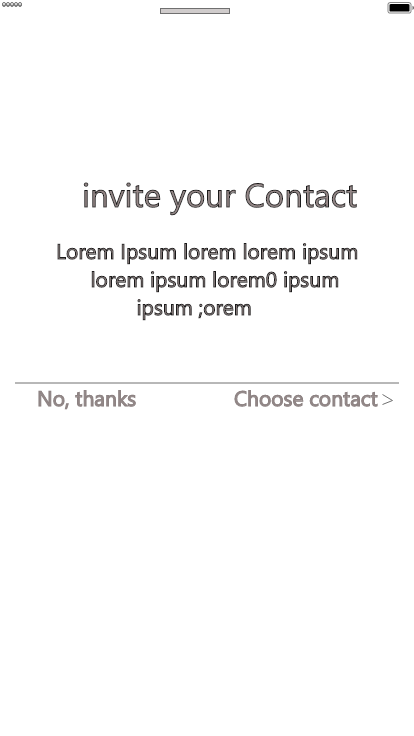 invite your Contact
Lorem Ipsum lorem lorem ipsum
lorem ipsum lorem0 ipsum
ipsum ;orem
No, thanks
Choose contact >